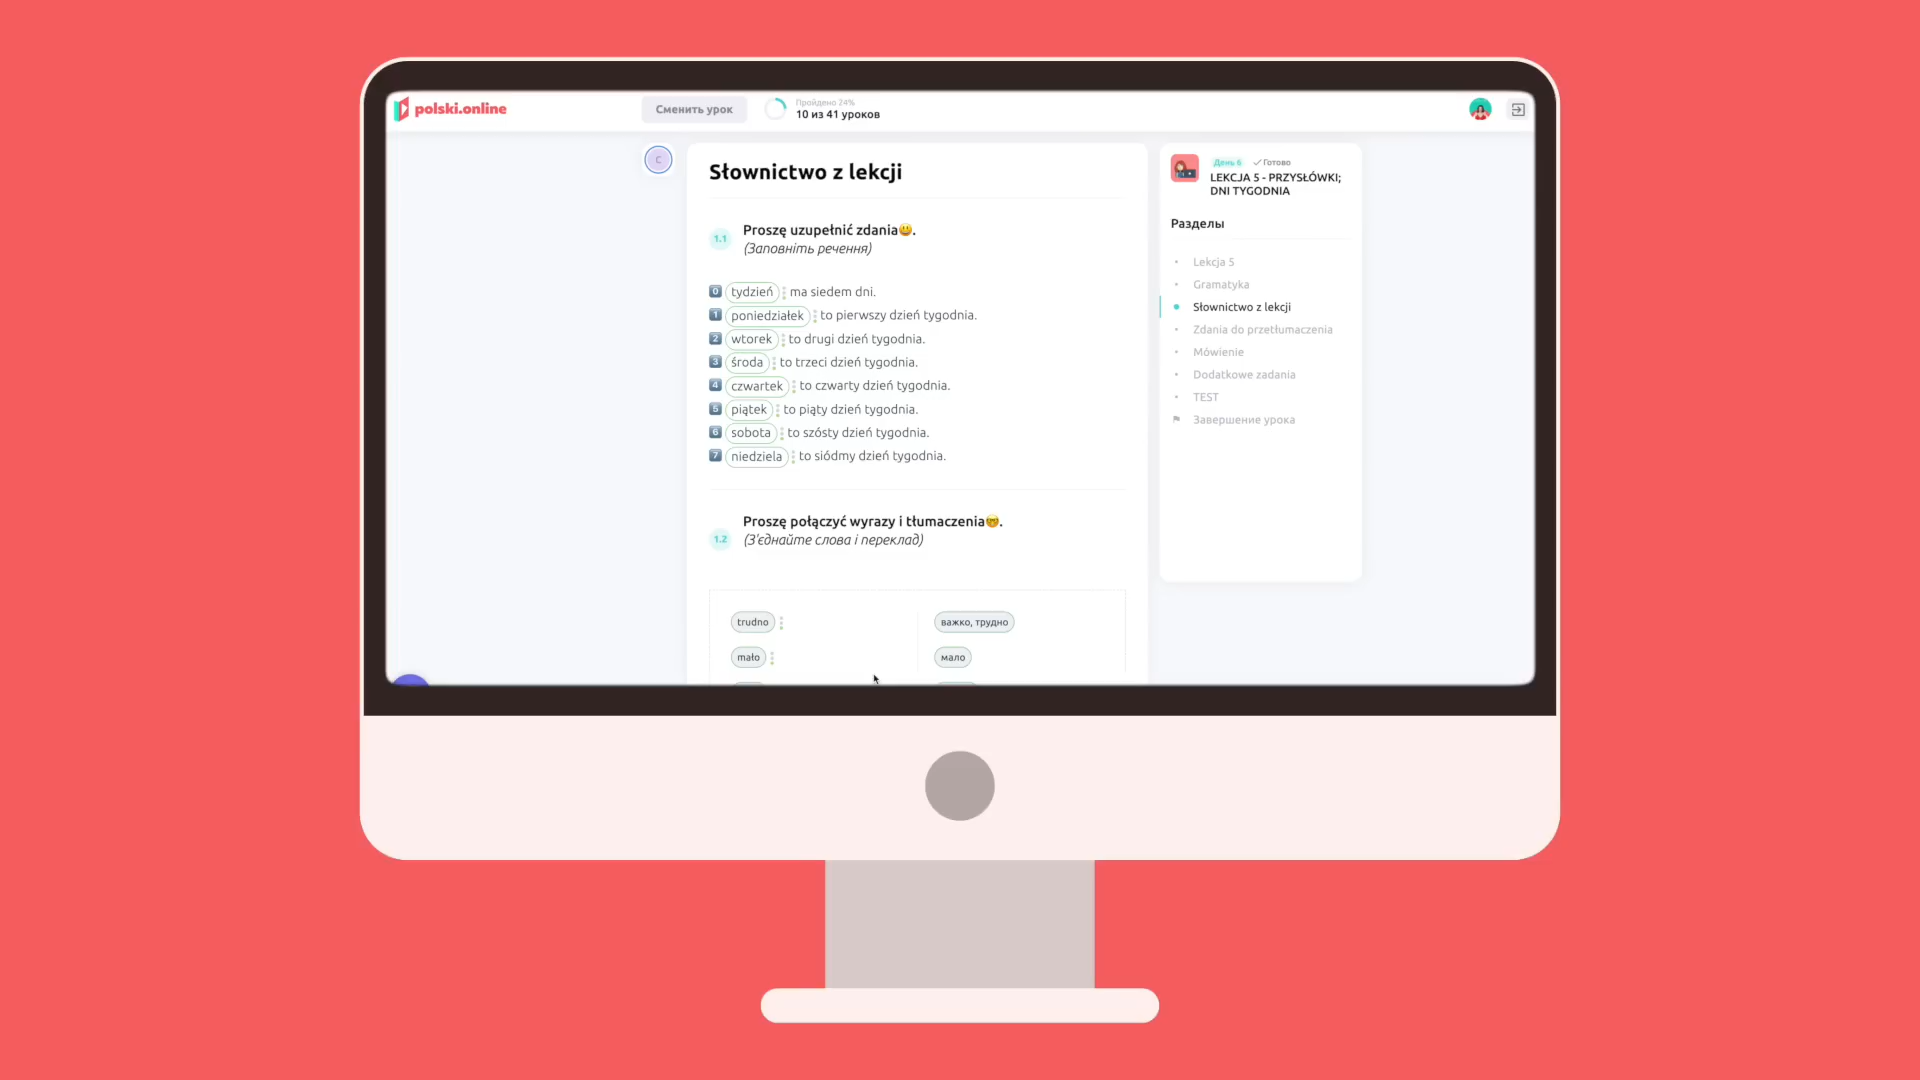 polski.online
Сменить урок
Пройдено 24%
10 из 41 уроков
C
Słownictwo z lekcji
1.1
Proszę uzupełnić zdania😃.
(Заповніть речення)
0 tydzień ma siedem dni.
1 poniedziałek to pierwszy dzień tygodnia.
2 wtorek to drugi dzień tygodnia.
3 środa to trzeci dzień tygodnia.
4 czwartek to czwarty dzień tygodnia.
5 piątek to piąty dzień tygodnia.
6 sobota to szósty dzień tygodnia.
7 niedziela to siódmy dzień tygodnia.
1.2
Proszę połączyć wyrazy i tłumaczenia🤓.
(З'єднайте слова і переклад)
trudno важко, трудно
mało мало
День 6 Готово
LEKCJA 5 - PRZYSŁÓWKI;
DNI TYGODNIA
Разделы
Lekcja 5
Gramatyka
Słownictwo z lekcji
Zdania do przetłumaczenia
Mówienie
Dodatkowe zadania
TEST
Завершение урока